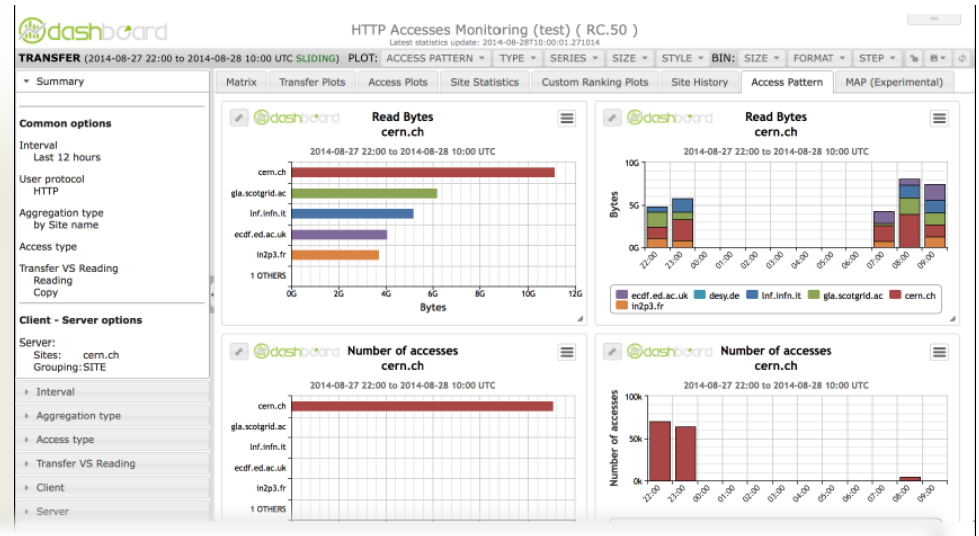 dashboard
HTTP Accesses Monitoring (test) ( RC.50 )
Latest statistics update: 2014-08-28T10:00:01.271014
TRANSFER (2014-08-27 22:00 to 2014-08-28 10:00 UTC SLIDING) PLOT: ACCESS PATTERN TYPE SERIES SIZE STYLE BIN: SIZE FORMAT STEP
Summary
Matrix Transfer Plots Access Plots Site Statistics Custom Ranking Plots Site History Access Pattern MAP (Experimental)
Common options
Interval
Last 12 hours
User protocol
HTTP
Aggregation type
by Site name
Access type
Transfer VS Reading
Reading
Copy
Client - Server options
Server:
Sites: cern.ch
Grouping:SITE
Interval
Aggregation type
Access type
Transfer VS Reading
Client
Server
dashboard
Read Bytes
cern.ch
2014-08-27 22:00 to 2014-08-28 10:00 UTC
cern.ch
gla.scotgrid.ac
lnf.infn.it
ecdf.ed.ac.uk
in2p3.fr
1 OTHERS
0G 2G 4G 6G 8G 10G 12G
Bytes
dashboard
Read Bytes
cern.ch
2014-08-27 22:00 to 2014-08-28 10:00 UTC
10G
5G
0G
Bytes
22:00 23:00 00:00 01:00 02:00 03:00 04:00 05:00 06:00 07:00 08:00 09:00
ecdf.ed.ac.uk desy.de lnf.infn.it gla.scotgrid.ac cern.ch
in2p3.fr
dashboard
Number of accesses
cern.ch
2014-08-27 22:00 to 2014-08-28 10:00 UTC
cern.ch
gla.scotgrid.ac
lnf.infn.it
ecdf.ed.ac.uk
in2p3.fr
1 OTHERS
dashboard
Number of accesses
cern.ch
2014-08-27 22:00 to 2014-08-28 10:00 UTC
100k
50k
0k
Number of accesses
22:00 23:00 00:00 01:00 02:00 03:00 04:00 05:00 06:00 07:00 08:00 09:00